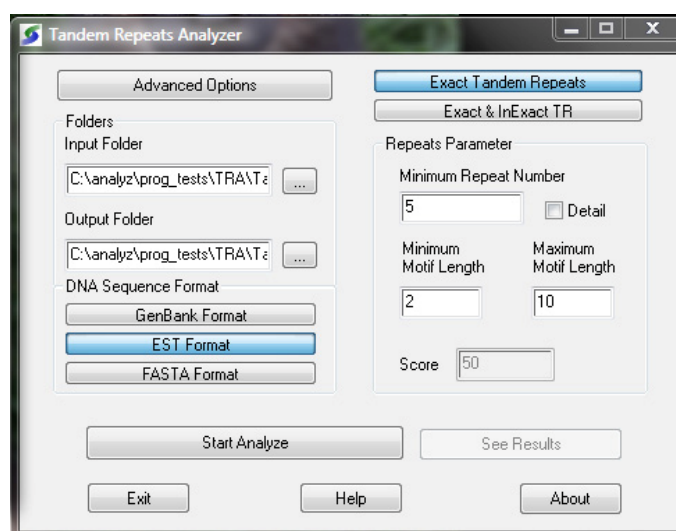 Tandem Repeats Analyzer
Advanced Options
Exact Tandem Repeats
Exact & InExact TR
Folders
Input Folder
C:\analyz\prog_tests\TRA\Ta
...
Output Folder
C:\analyz\prog_tests\TRA\Ta
...
DNA Sequence Format
GenBank Format
EST Format
FASTA Format
Repeats Parameter
Minimum Repeat Number
5
Detail
Minimum
Motif Length
Maximum
Motif Length
2
10
Score
50
Start Analyze
See Results
Exit
Help
About